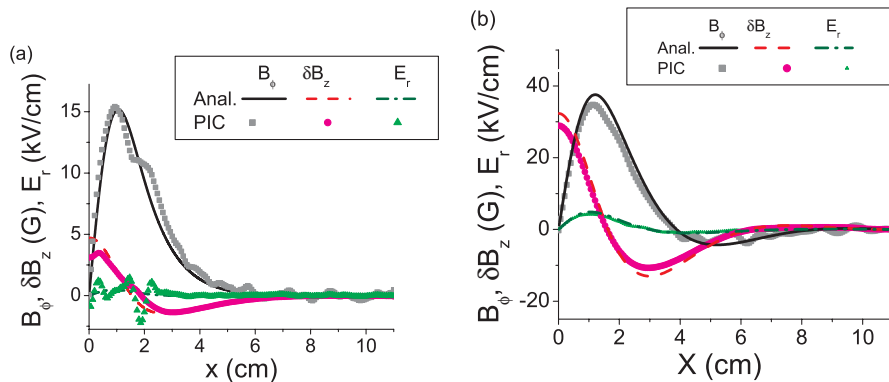 (a)
B_ϕ δB_z E_r
Anal.
PIC
B_ϕ, δB_z (G), E_r (kV/cm)
15
10
5
0
0 2 4 6 8 10
x (cm)
(b)
B_ϕ δB_z E_r
Anal.
PIC
B_ϕ, δB_z (G), E_r (kV/cm)
40
20
0
-20
0 2 4 6 8 10
X (cm)